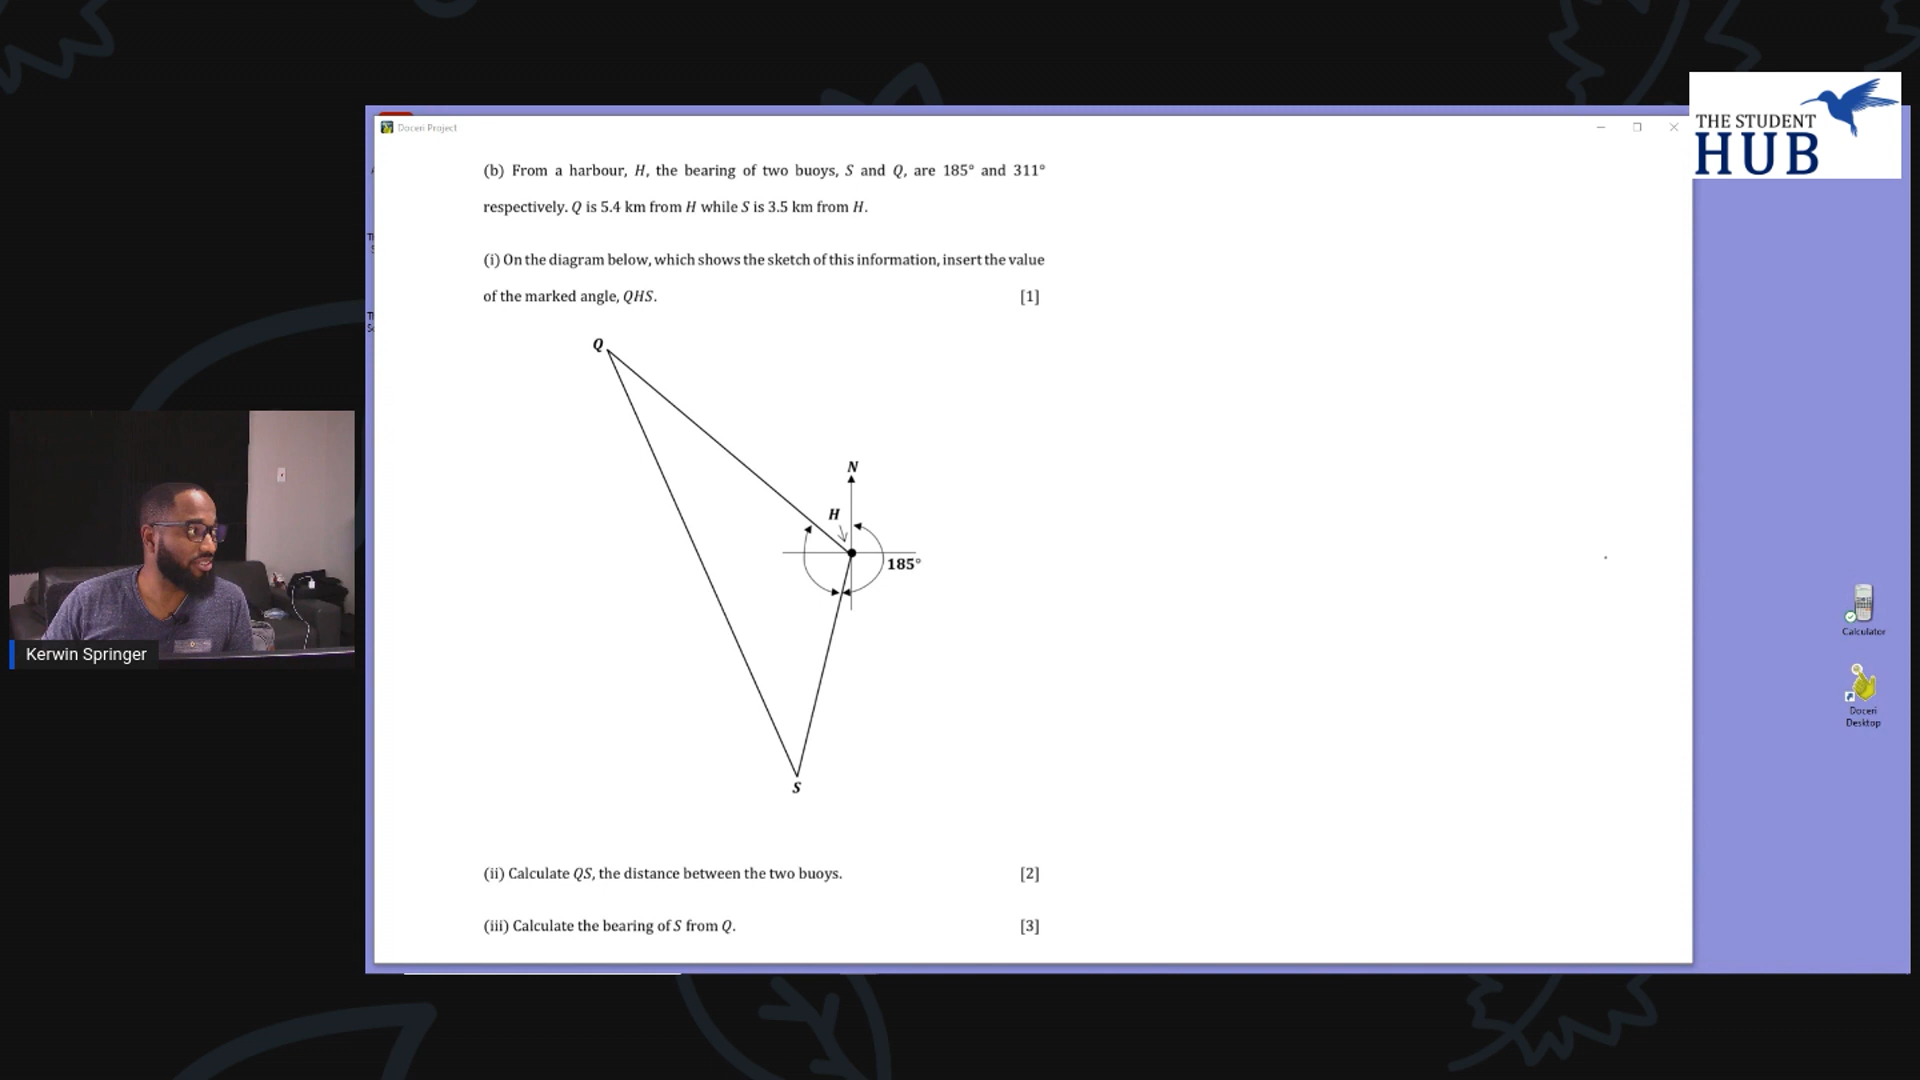 THE STUDENT
HUB
Doceri Project
(b) From a harbour, H, the bearing of two buoys, S and Q, are 185° and 311°
respectively. Q is 5.4 km from H while S is 3.5 km from H.
(i) On the diagram below, which shows the sketch of this information, insert the value
of the marked angle, QHS. [1]
Q
N
H
185°
S
(ii) Calculate QS, the distance between the two buoys. [2]
(iii) Calculate the bearing of S from Q. [3]
Kerwin Springer
Calculator
Doceri
Desktop